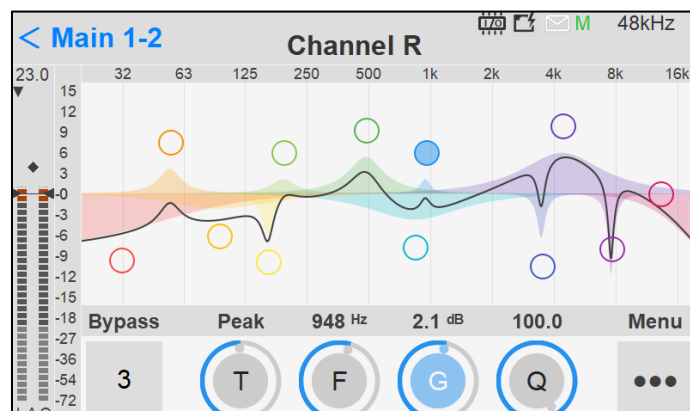 < Main 1-2
Channel R
I/O
M
48kHz
23.0
32 63 125 250 500 1k 2k 4k 8k 16k
15
12
9
6
3
-0
-3
-6
-9
-12
-15
-18
-27
-36
-54
-72
Bypass Peak 948 Hz 2.1 dB 100.0 Menu
3 T F G Q